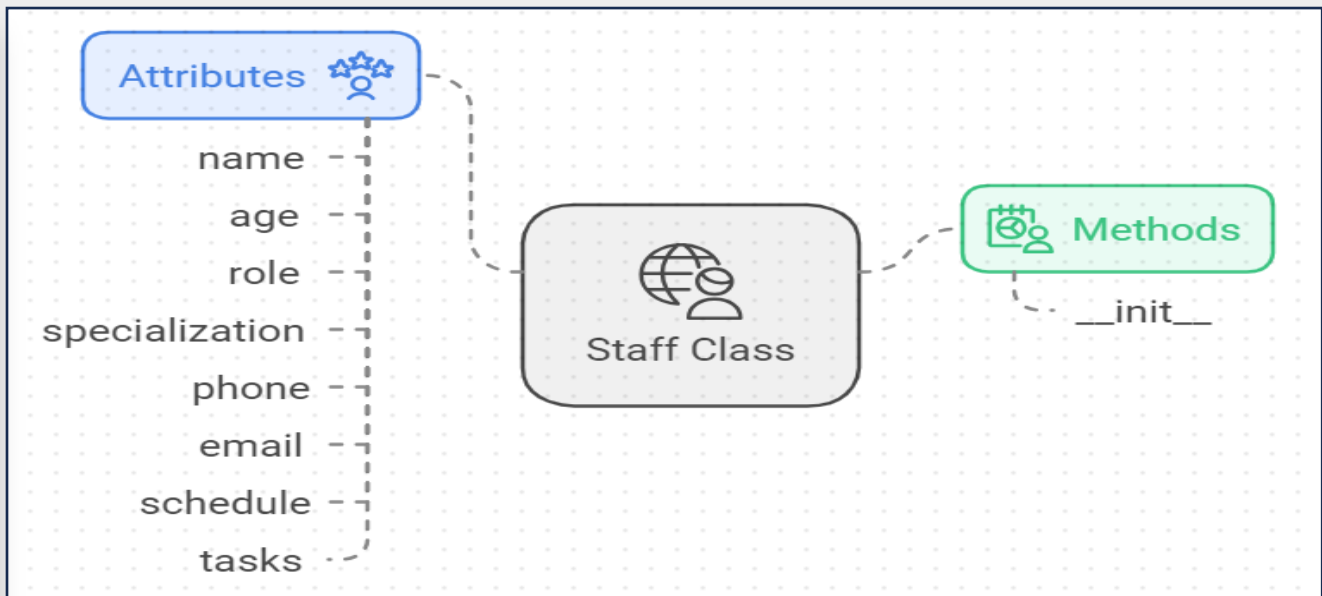 Attributes
name
age
role
specialization
phone
email
schedule
tasks
Staff Class
Methods
__init__